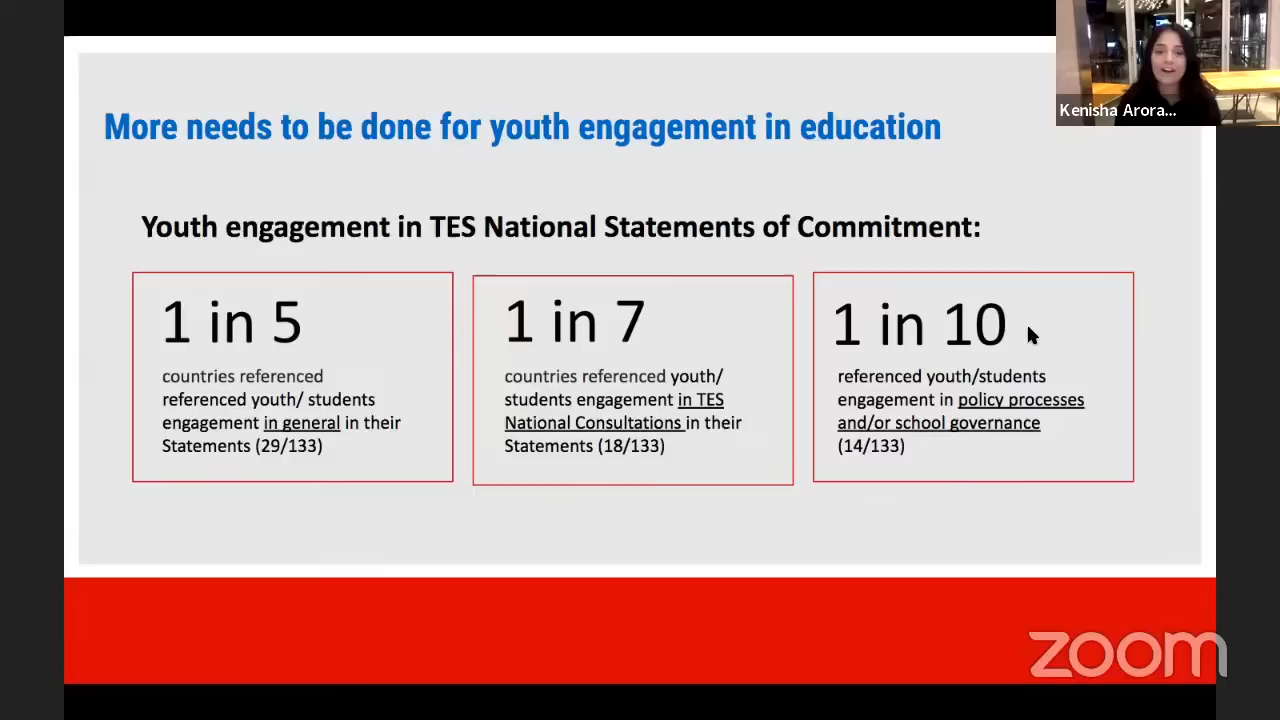 Kenisha Arora...
More needs to be done for youth engagement in education
Youth engagement in TES National Statements of Commitment:
1 in 5
countries referenced
referenced youth/ students
engagement in general in their
Statements (29/133)
1 in 7
countries referenced youth/
students engagement in TES
National Consultations in their
Statements (18/133)
1 in 10
referenced youth/students
engagement in policy processes
and/or school governance
(14/133)
zoom